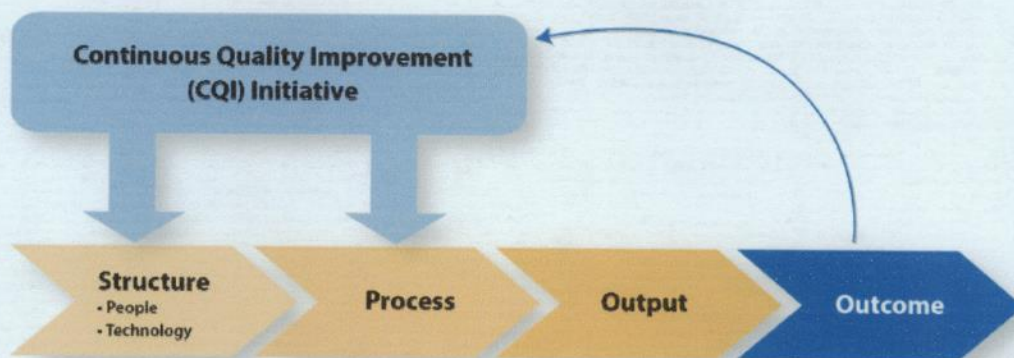 Continuous Quality Improvement
(CQI) Initiative
Structure
• People
• Technology
Process
Output
Outcome